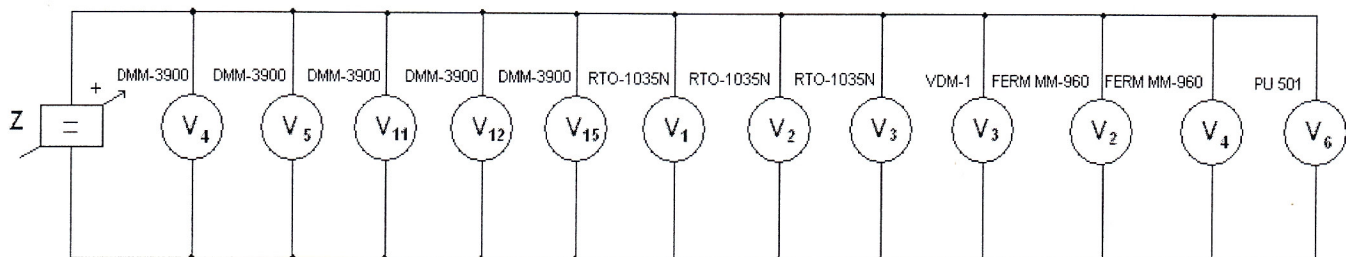 DMM-3900 DMM-3900 DMM-3900 DMM-3900 DMM-3900 RTO-1035N RTO-1035N RTO-1035N VDM-1 FERM MM-960 FERM MM-960 PU 501
+
Z = V4 V5 V11 V12 V15 V1 V2 V3 V3 V2 V4 V6